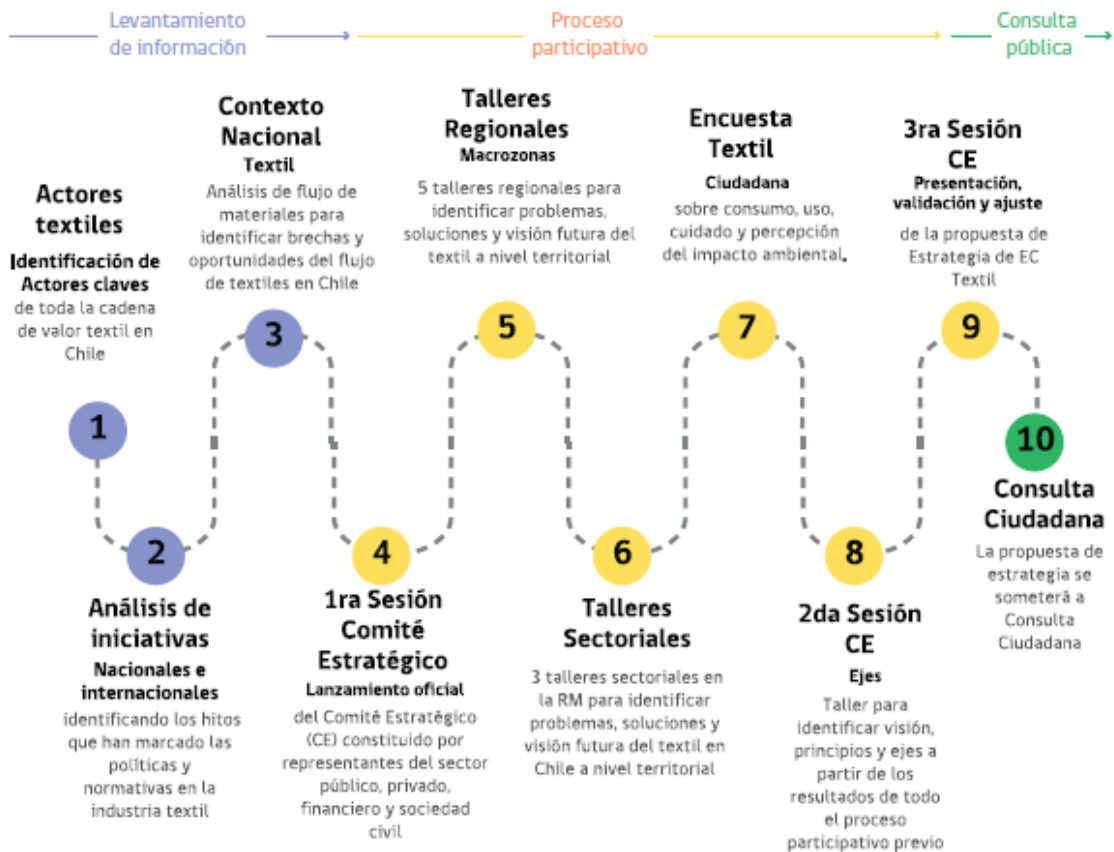 Levantamiento
de información
Proceso
participativo
Consulta
pública
Actores
textiles
Identificación de
Actores claves
de toda la cadena
de valor textil en
Chile
1
2
Análisis de
iniciativas
Nacionales e
internacionales
identificando los hitos
que han marcado las
políticas y
normativas en la
industria textil
Contexto
Nacional
Textil
Análisis de flujo de
materiales para
identificar brechas y
oportunidades del flujo
de textiles en Chile
3
4
1ra Sesión
Comité
Estratégico
Lanzamiento oficial
del Comité Estratégico
(CE) constituido por
representantes del sector
público, privado,
financiero y sociedad
civil
Talleres
Regionales
Macrozonas
5 talleres regionales para
identificar problemas,
soluciones y visión futura del
textil a nivel territorial
5
6
Talleres
Sectoriales
3 talleres sectoriales en
la RM para identificar
problemas, soluciones y
visión futura del textil en
Chile a nivel territorial
Encuesta
Textil
Ciudadana
sobre consumo, uso,
cuidado y percepción
del impacto ambiental.
7
8
2da Sesión
CE
Ejes
Taller para
identificar visión,
principios y ejes a
partir de los
resultados de todo
el proceso
participativo previo
3ra Sesión
CE
Presentación,
validación y ajuste
de la propuesta de
Estrategia de EC
Textil
9
10
Consulta
Ciudadana
La propuesta de
estrategia se
someterá a
Consulta
Ciudadana